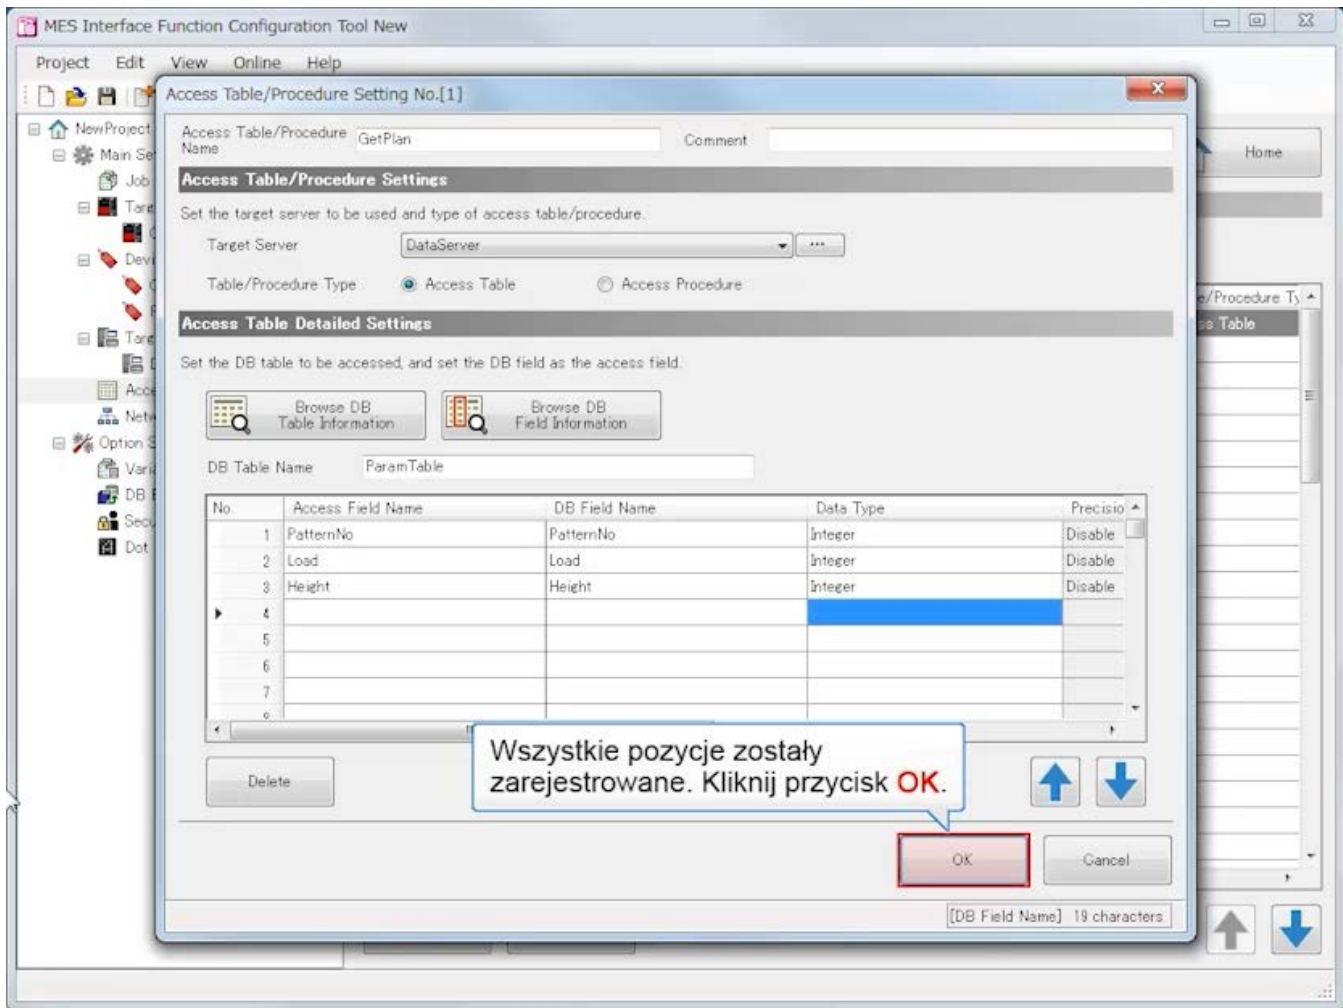 MES Interface Function Configuration Tool New
Project Edit View Online Help
Access Table/Procedure Setting No.[1]
NewProject
Main Se
Job
Targ
Devi
Targ
Acce
Netw
Option S
Varia
DB B
Secu
Dot
Access Table/Procedure Name
GetPlan
Comment
Home
Access Table/Procedure Settings
Set the target server to be used and type of access table/procedure.
Target Server
DataServer
...
Table/Procedure Type
Access Table
Access Procedure
e/Procedure Ty
ss Table
Access Table Detailed Settings
Set the DB table to be accessed, and set the DB field as the access field.
Browse DB
Table Information
Browse DB
Field Information
DB Table Name
ParamTable
No. Access Field Name DB Field Name Data Type Precisio
1 PatternNo PatternNo Integer Disable
2 Load Load Integer Disable
3 Height Height Integer Disable
4
5
6
7
8
Wszystkie pozycje zostały
zarejestrowane. Kliknij przycisk OK.
Delete
OK
Cancel
[DB Field Name] 19 characters